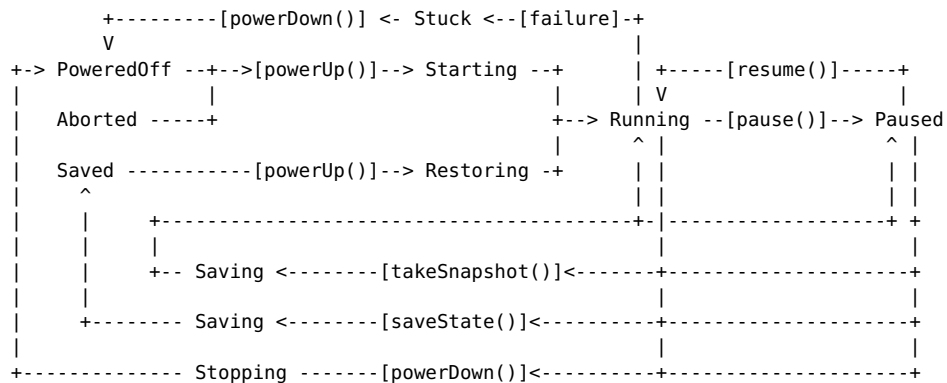 +---------[powerDown()] <- Stuck <--[failure]-+
V |
+-> PoweredOff --+-->[powerUp()]--> Starting --+ | +-----[resume()]-----+
| | | | V |
| Aborted -----+ +--> Running --[pause()]--> Paused
| | ^ | ^ |
| Saved -----------[powerUp()]--> Restoring -+ | | | |
| ^ | | | |
| | +-----------------------------------------+-|-------------------+ +
| | | | |
| | +-- Saving <--------[takeSnapshot()]<-------+---------------------+
| | | |
| +-------- Saving <--------[saveState()]<----------+---------------------+
| | |
+-------------- Stopping -------[powerDown()]<----------+---------------------+